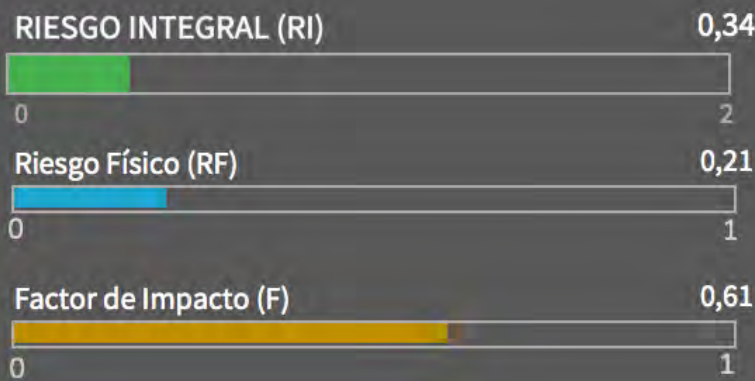 RIESGO INTEGRAL (RI) 0,34
0 2
Riesgo Físico (RF) 0,21
0 1
Factor de Impacto (F) 0,61
0 1